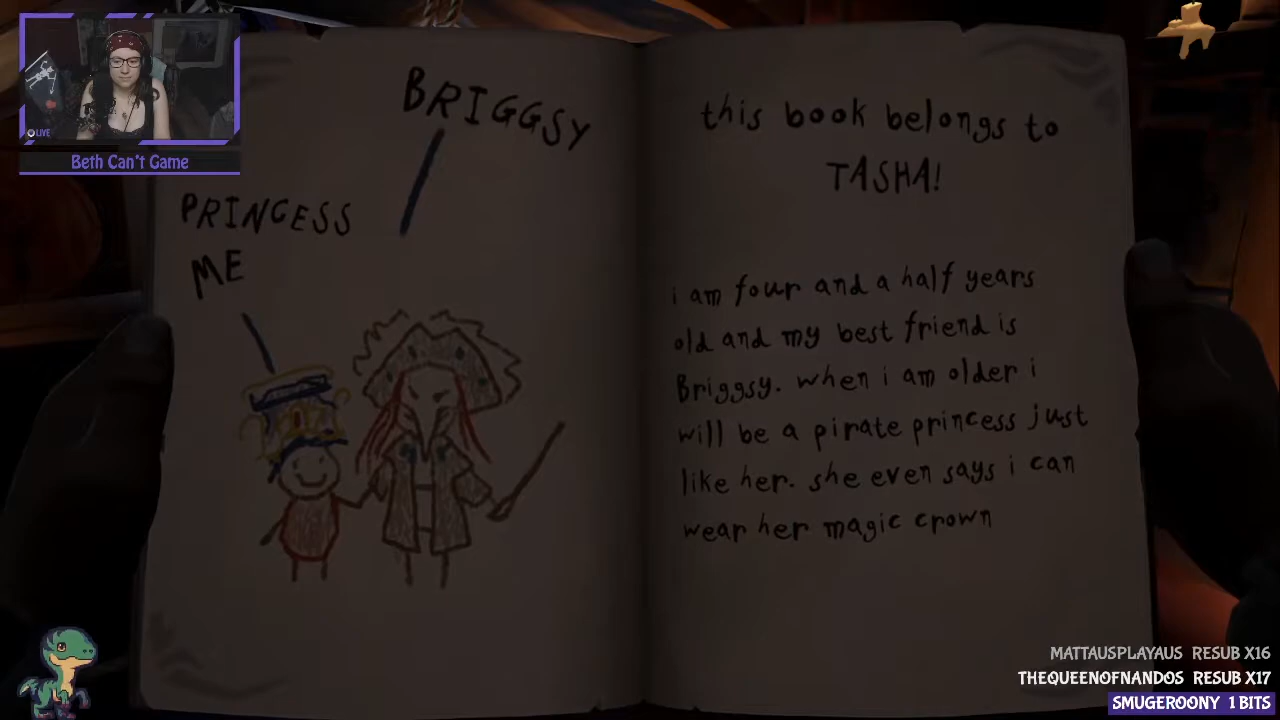 LIVE
Beth Can't Game
BRIGGSY
PRINCESS
ME
this book belongs to
TASHA!
i am four and a half years
old and my best friend is
Briggsy. when i am older i
will be a pirate princess just
like her. she even says i can
wear her magic crown
MATTAUSPLAYAUS RESUB X16
THEQUEENOFNANDOS RESUB X17
SMUGEROONY 1 BITS